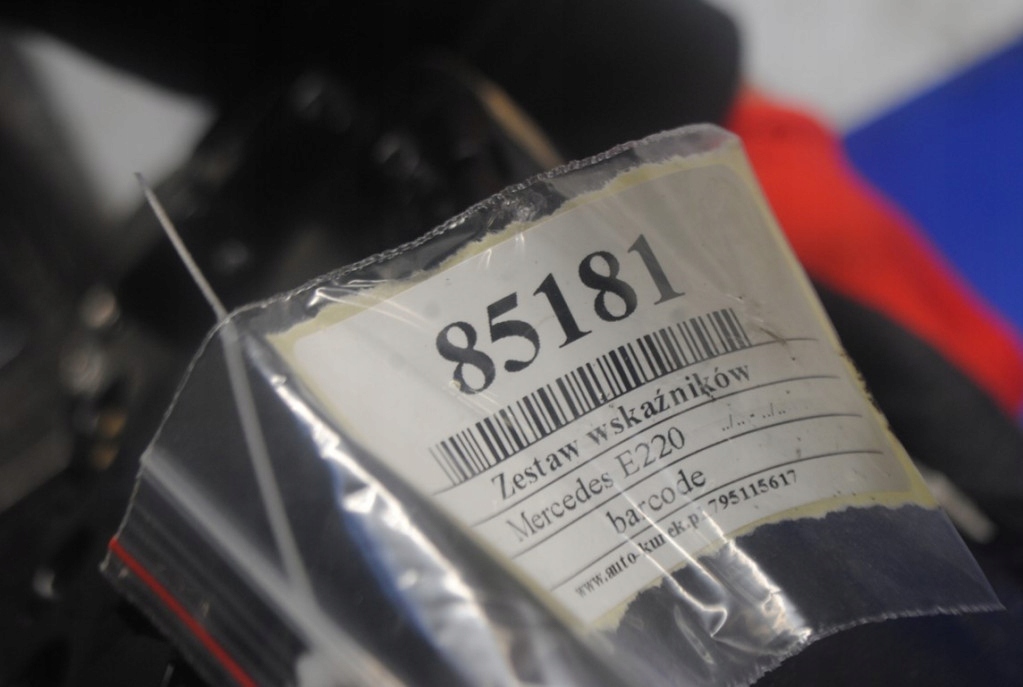 85181
Zestaw wskaźników
Mercedes E220 ../.. - ../..
barcode
www.auto-kunek.pl 795115617